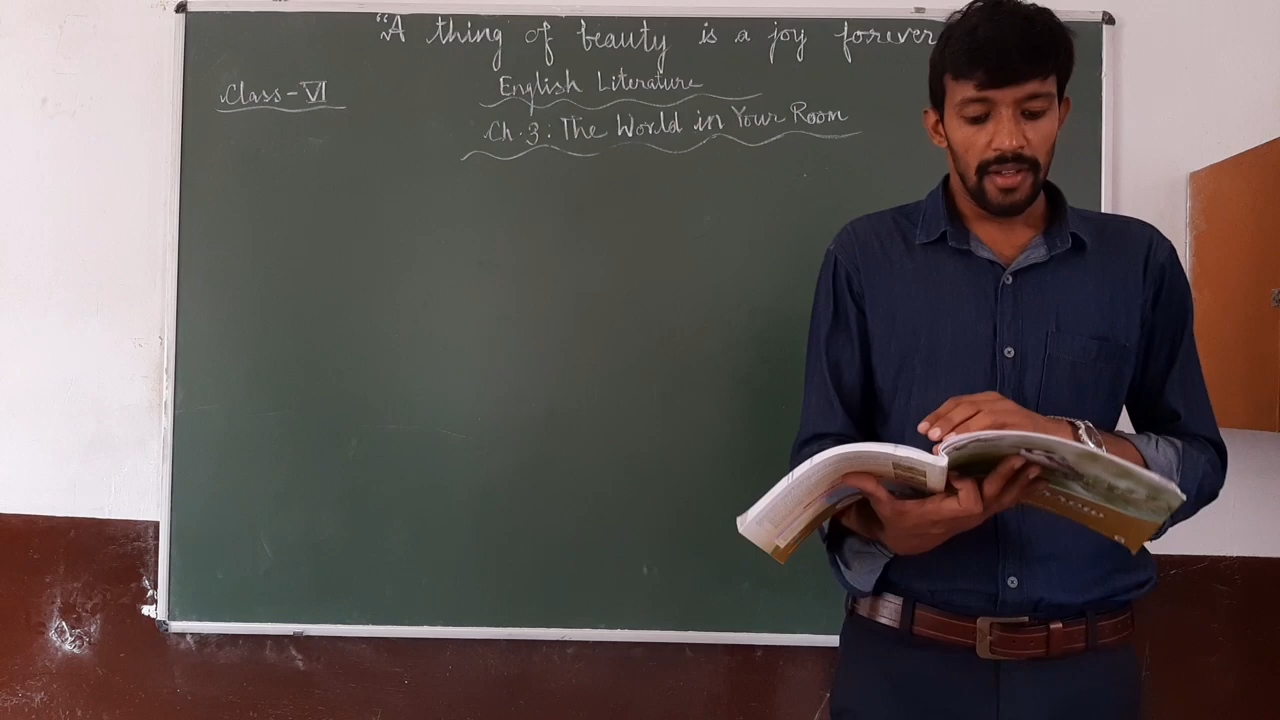 “A thing of beauty is a joy forever
Class - VI
English Literature
Ch. 3: The World in Your Room